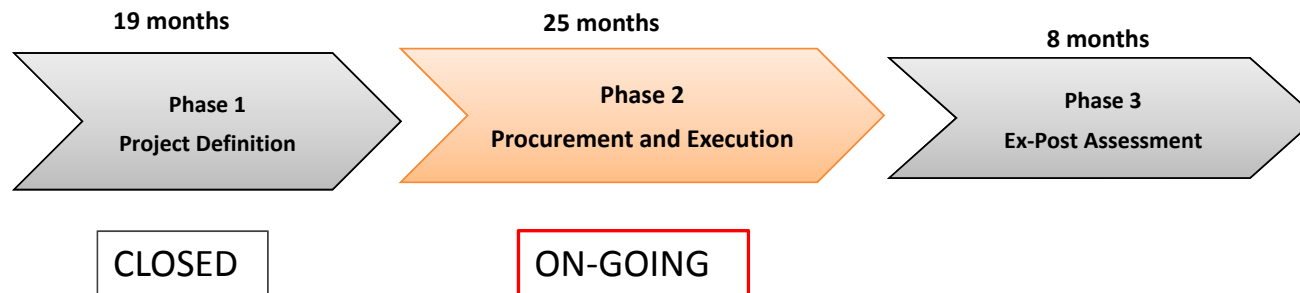 19 months
25 months
8 months
Phase 1
Project Definition
Phase 2
Procurement and Execution
Phase 3
Ex-Post Assessment
CLOSED
ON-GOING